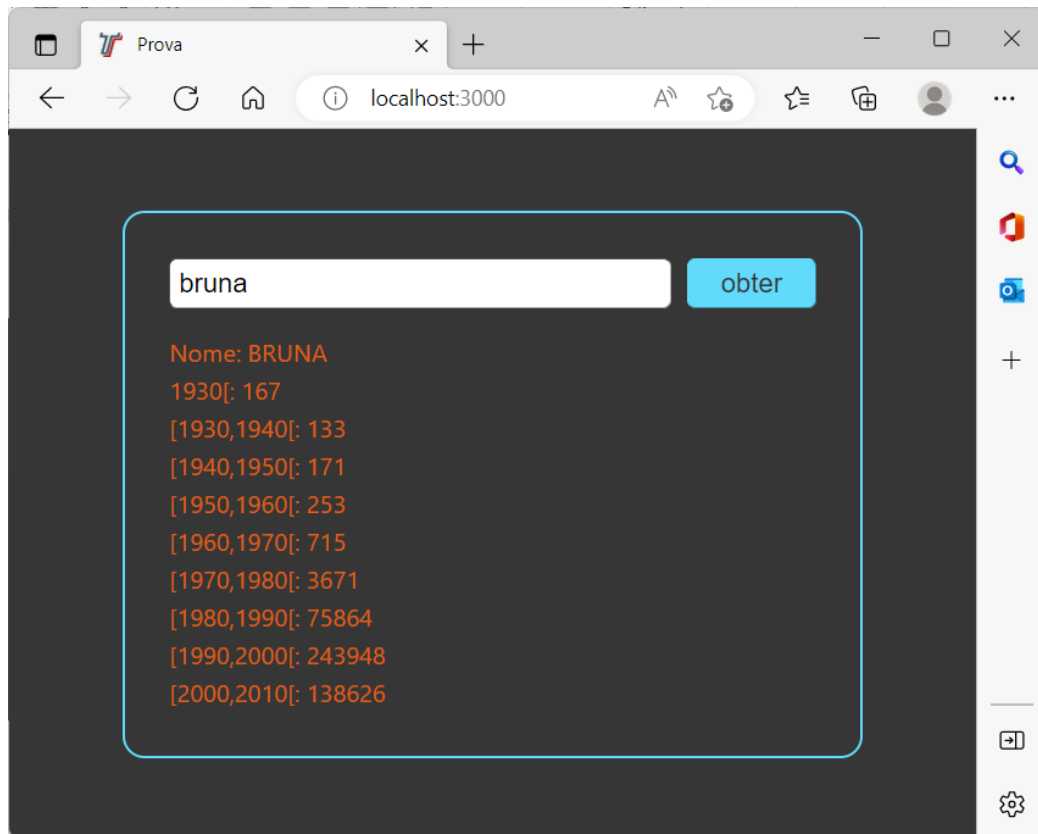 Prova
localhost:3000
bruna
obter
Nome: BRUNA
1930[: 167
[1930,1940[: 133
[1940,1950[: 171
[1950,1960[: 253
[1960,1970[: 715
[1970,1980[: 3671
[1980,1990[: 75864
[1990,2000[: 243948
[2000,2010[: 138626